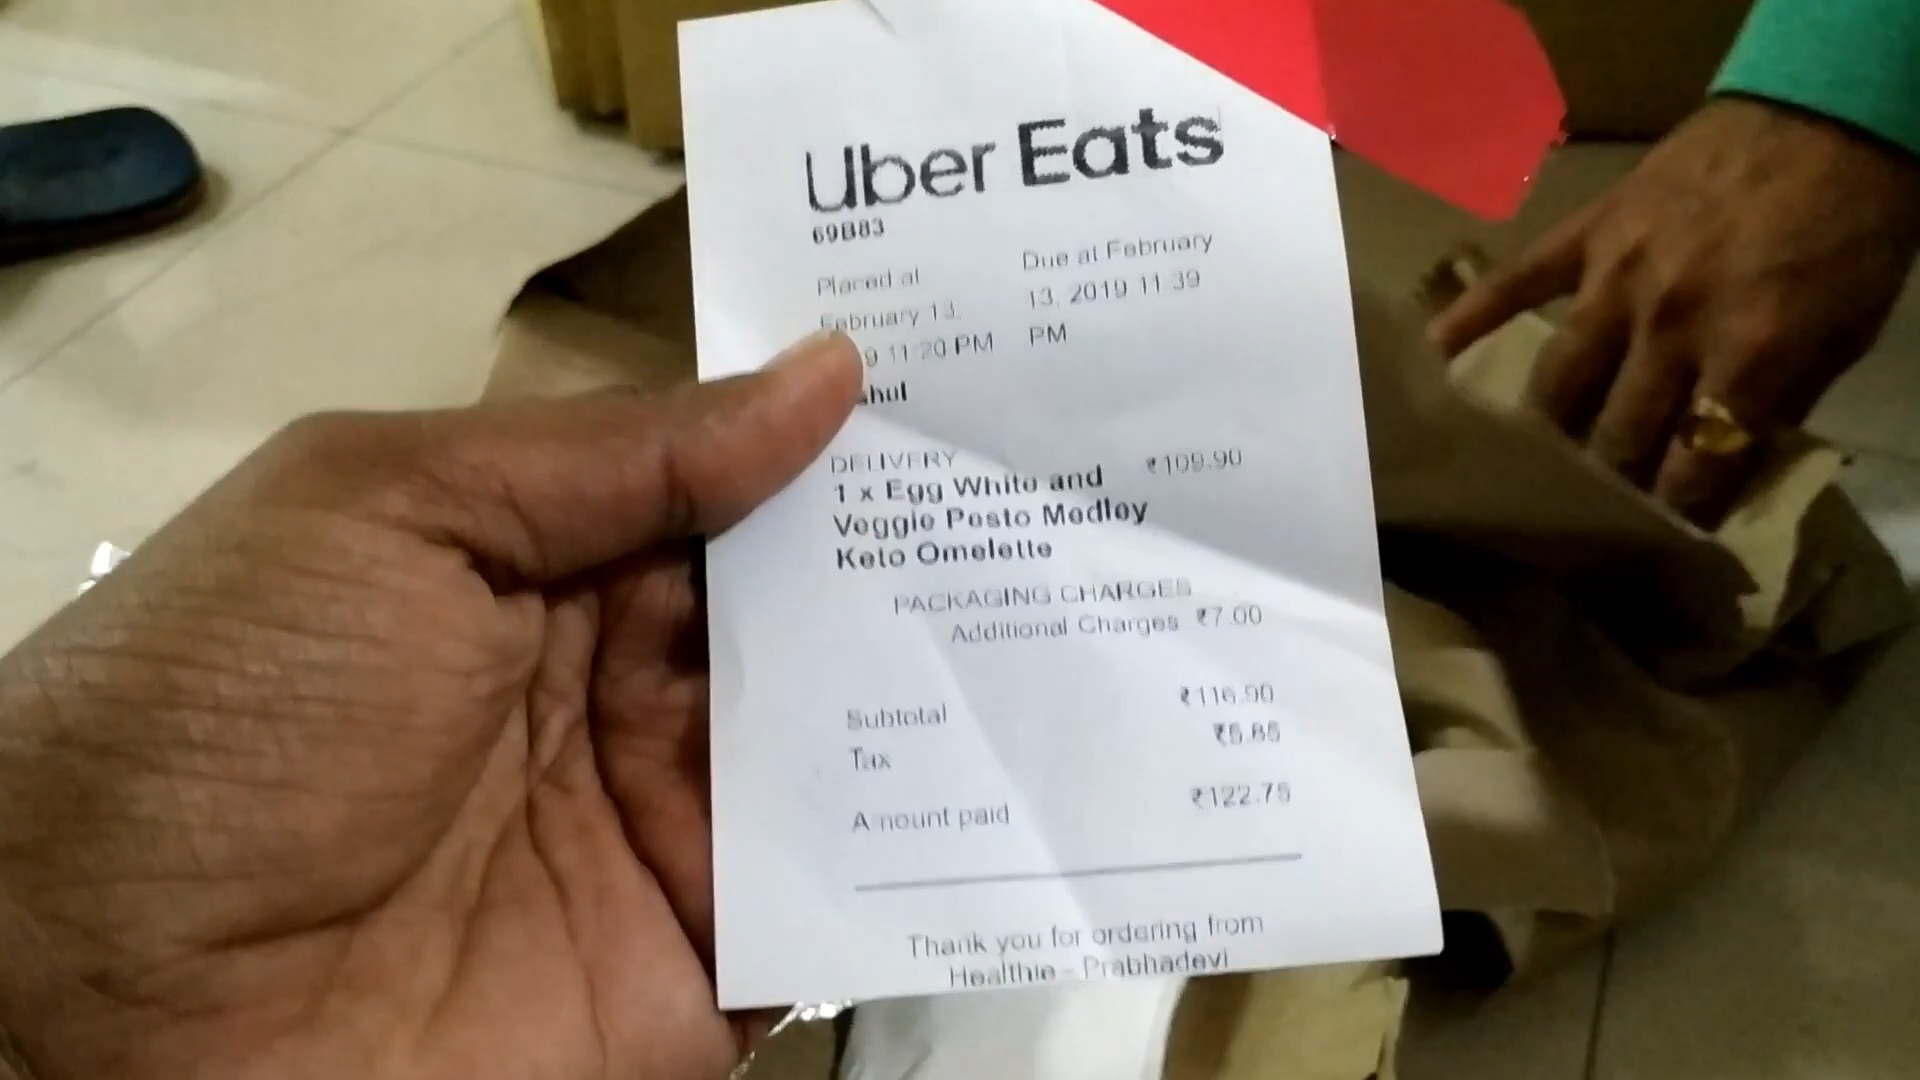 Uber Eats
69B83
Placed at
February 13,
9 11:20 PM
Due at February
13, 2019 11:39
PM
ahul
DELIVERY
1 x Egg White and ₹109.90
Veggie Pesto Medley
Keto Omelette
PACKAGING CHARGES
Additional Charges ₹7.00
Subtotal ₹116.90
Tax ₹5.85
Amount paid ₹122.75
Thank you for ordering from
Healthie - Prabhadevi